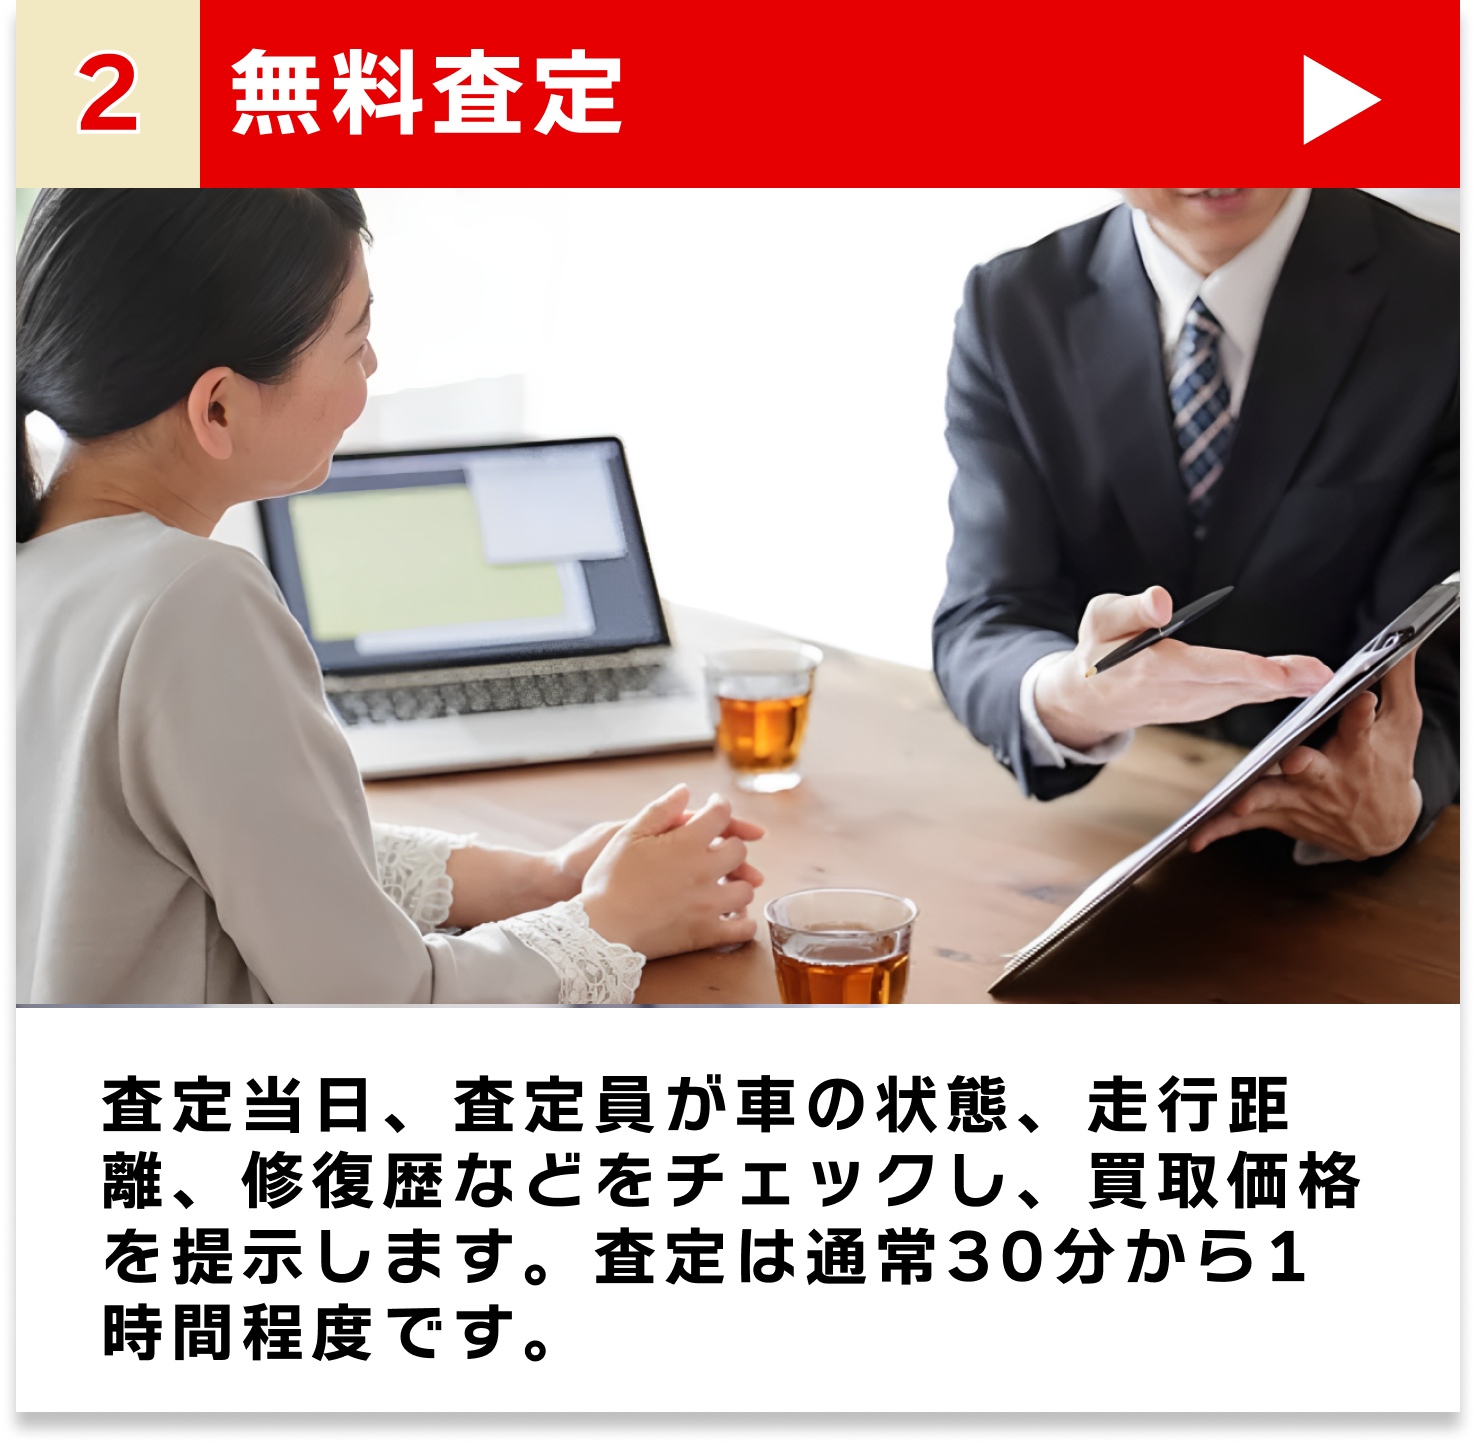 2 無料査定
査定当日、査定員が車の状態、走行距
離、修復歴などをチェックし、買取価格
を提示します。査定は通常30分から1
時間程度です。